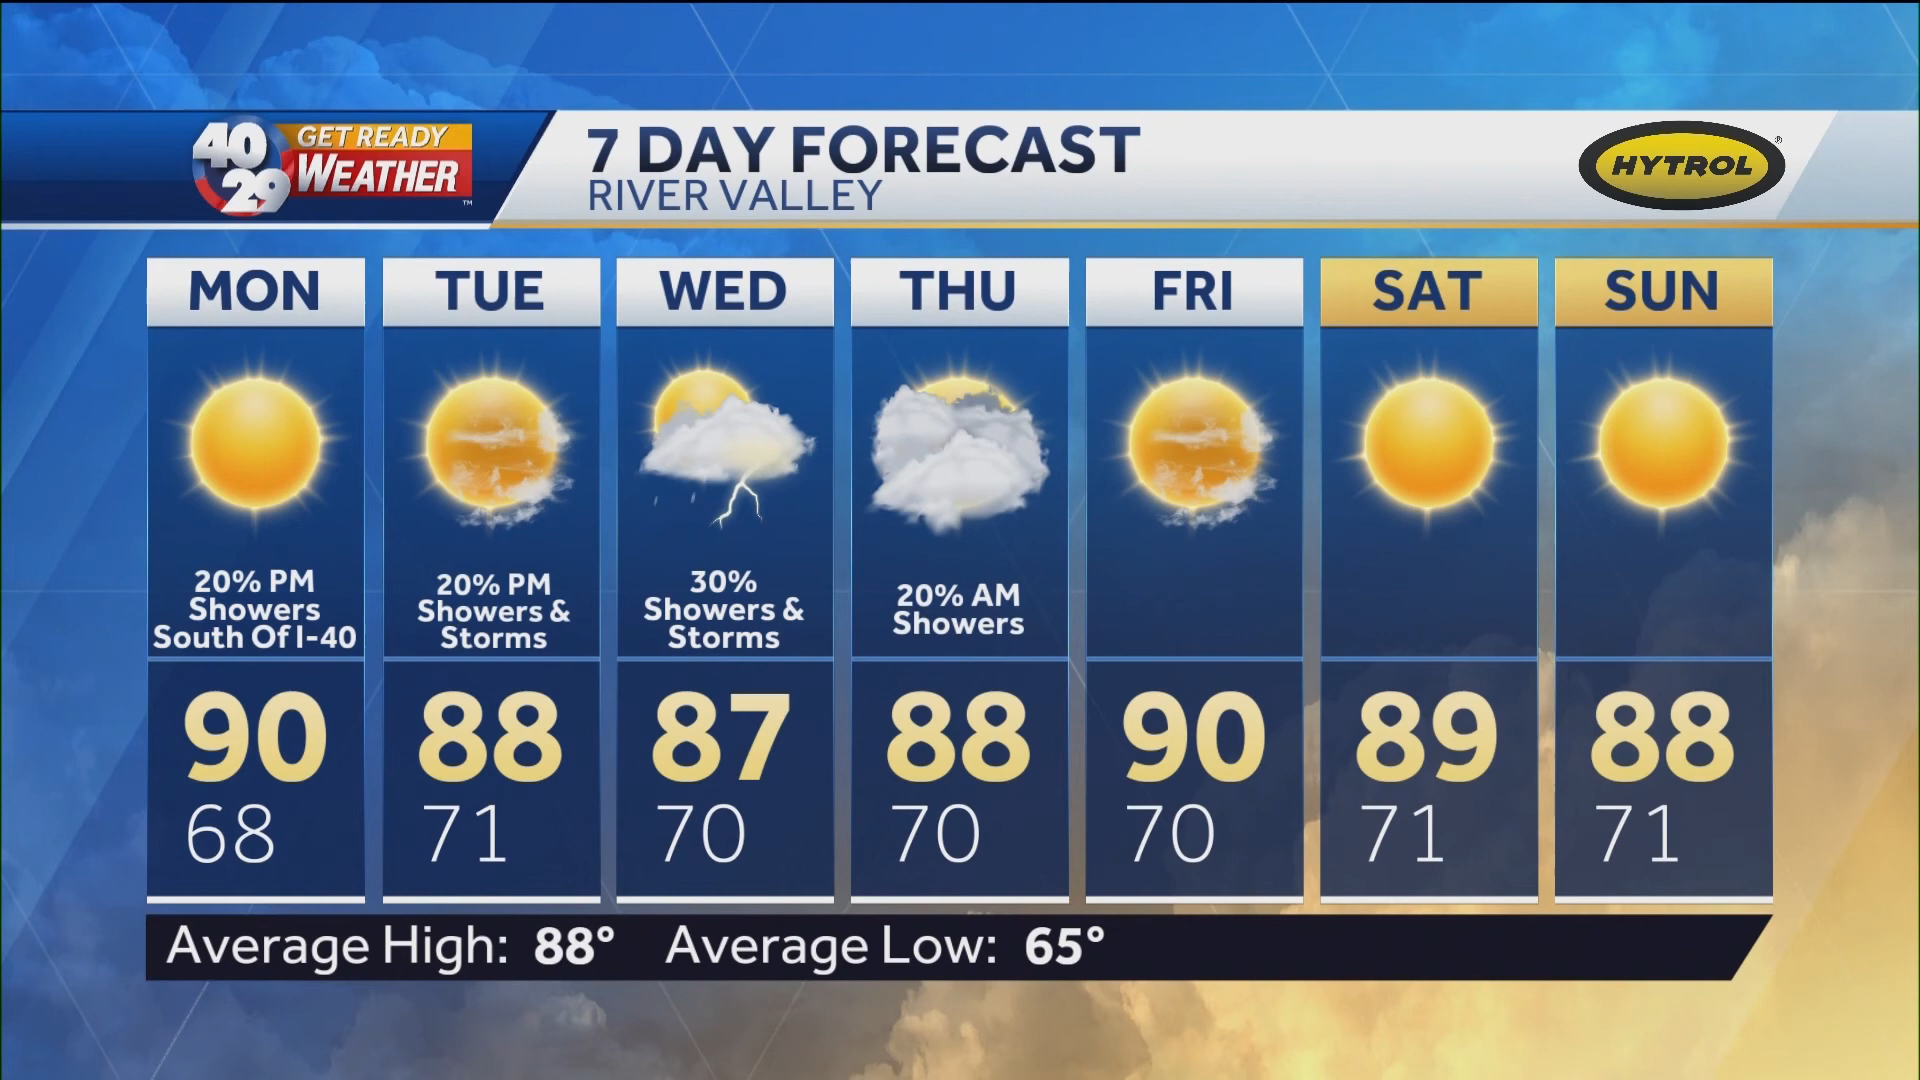 40
29
GET READY
WEATHER
™
7 DAY FORECAST
RIVER VALLEY
HYTROL
®
MON
TUE
WED
THU
FRI
SAT
SUN
20% PM
Showers
South Of I-40
20% PM
Showers &
Storms
30%
Showers &
Storms
20% AM
Showers
90
88
87
88
90
89
88
68
71
70
70
70
71
71
Average High: 88° Average Low: 65°